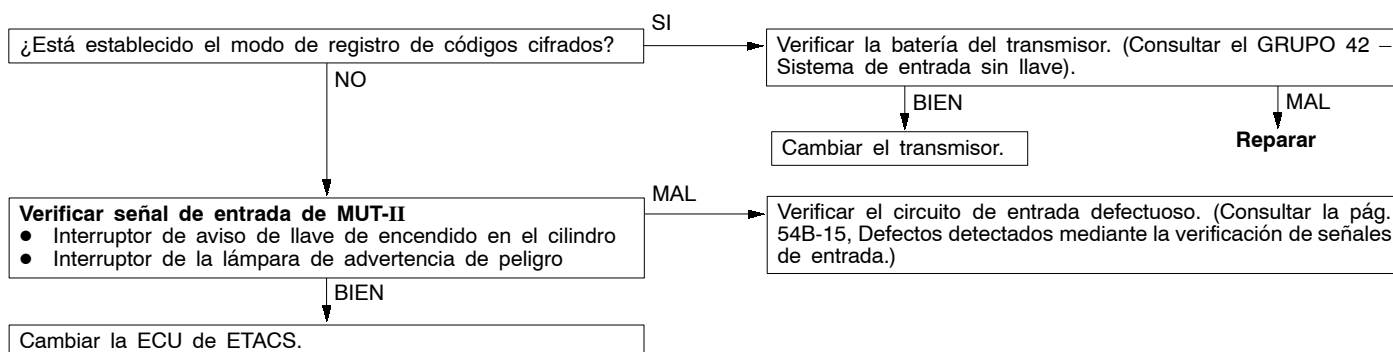 ¿Está establecido el modo de registro de códigos cifrados?
SI
Verificar la batería del transmisor. (Consultar el GRUPO 42 –
Sistema de entrada sin llave).
NO
BIEN
MAL
Cambiar el transmisor.
Reparar
Verificar señal de entrada de MUT-II
● Interruptor de aviso de llave de encendido en el cilindro
● Interruptor de la lámpara de advertencia de peligro
MAL
Verificar el circuito de entrada defectuoso. (Consultar la pág.
54B-15, Defectos detectados mediante la verificación de señales
de entrada.)
BIEN
Cambiar la ECU de ETACS.